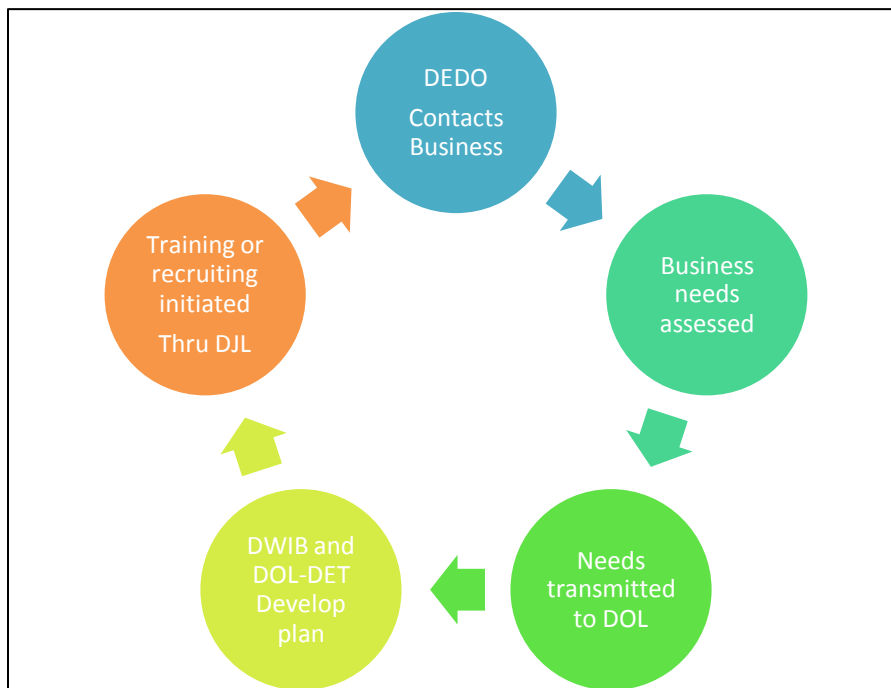 DEDO
Contacts
Business
Business
needs
assessed
Needs
transmitted
to DOL
DWIB and
DOL-DET
Develop
plan
Training or
recruiting
initiated
Thru DJL